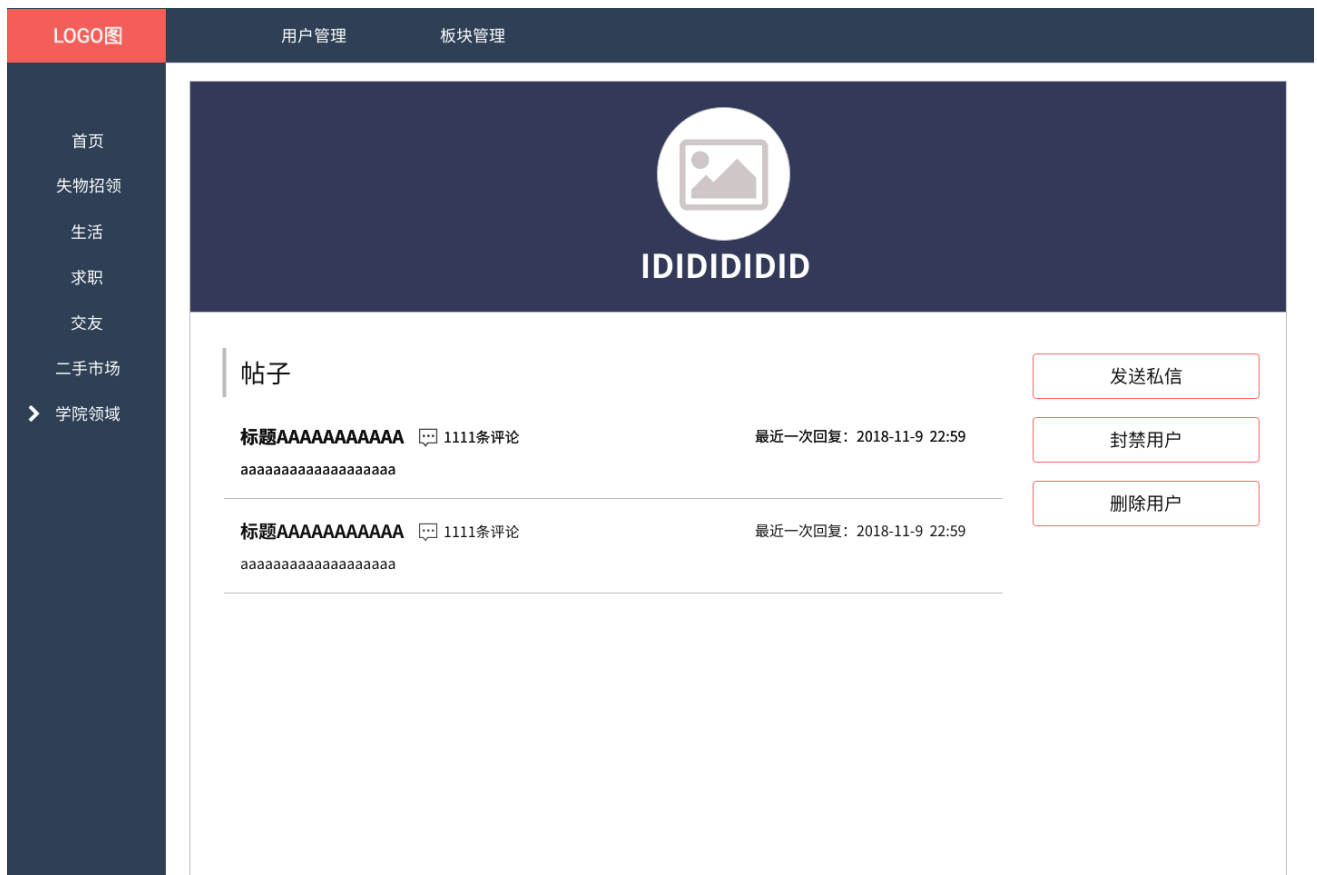 LOGO图
用户管理
板块管理
首页
失物招领
生活
求职
交友
二手市场
学院领域
IDIDIDIDID
帖子
标题AAAAAAAAAAA 1111条评论 最近一次回复：2018-11-9 22:59
aaaaaaaaaaaaaaaaaaa
标题AAAAAAAAAAA 1111条评论 最近一次回复：2018-11-9 22:59
aaaaaaaaaaaaaaaaaaa
发送私信
封禁用户
删除用户